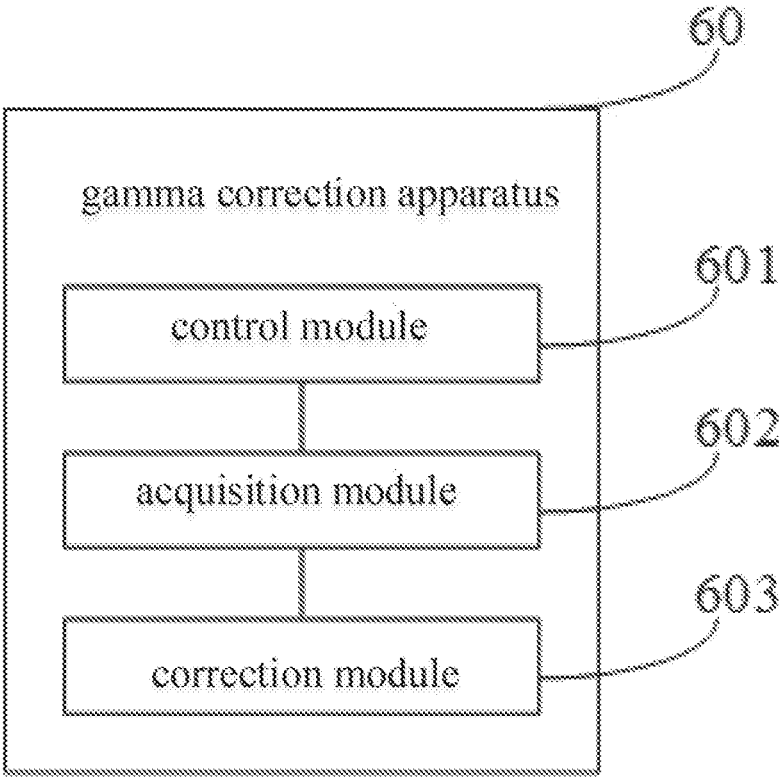 60
gamma correction apparatus
601
control module
602
acquisition module
603
correction module